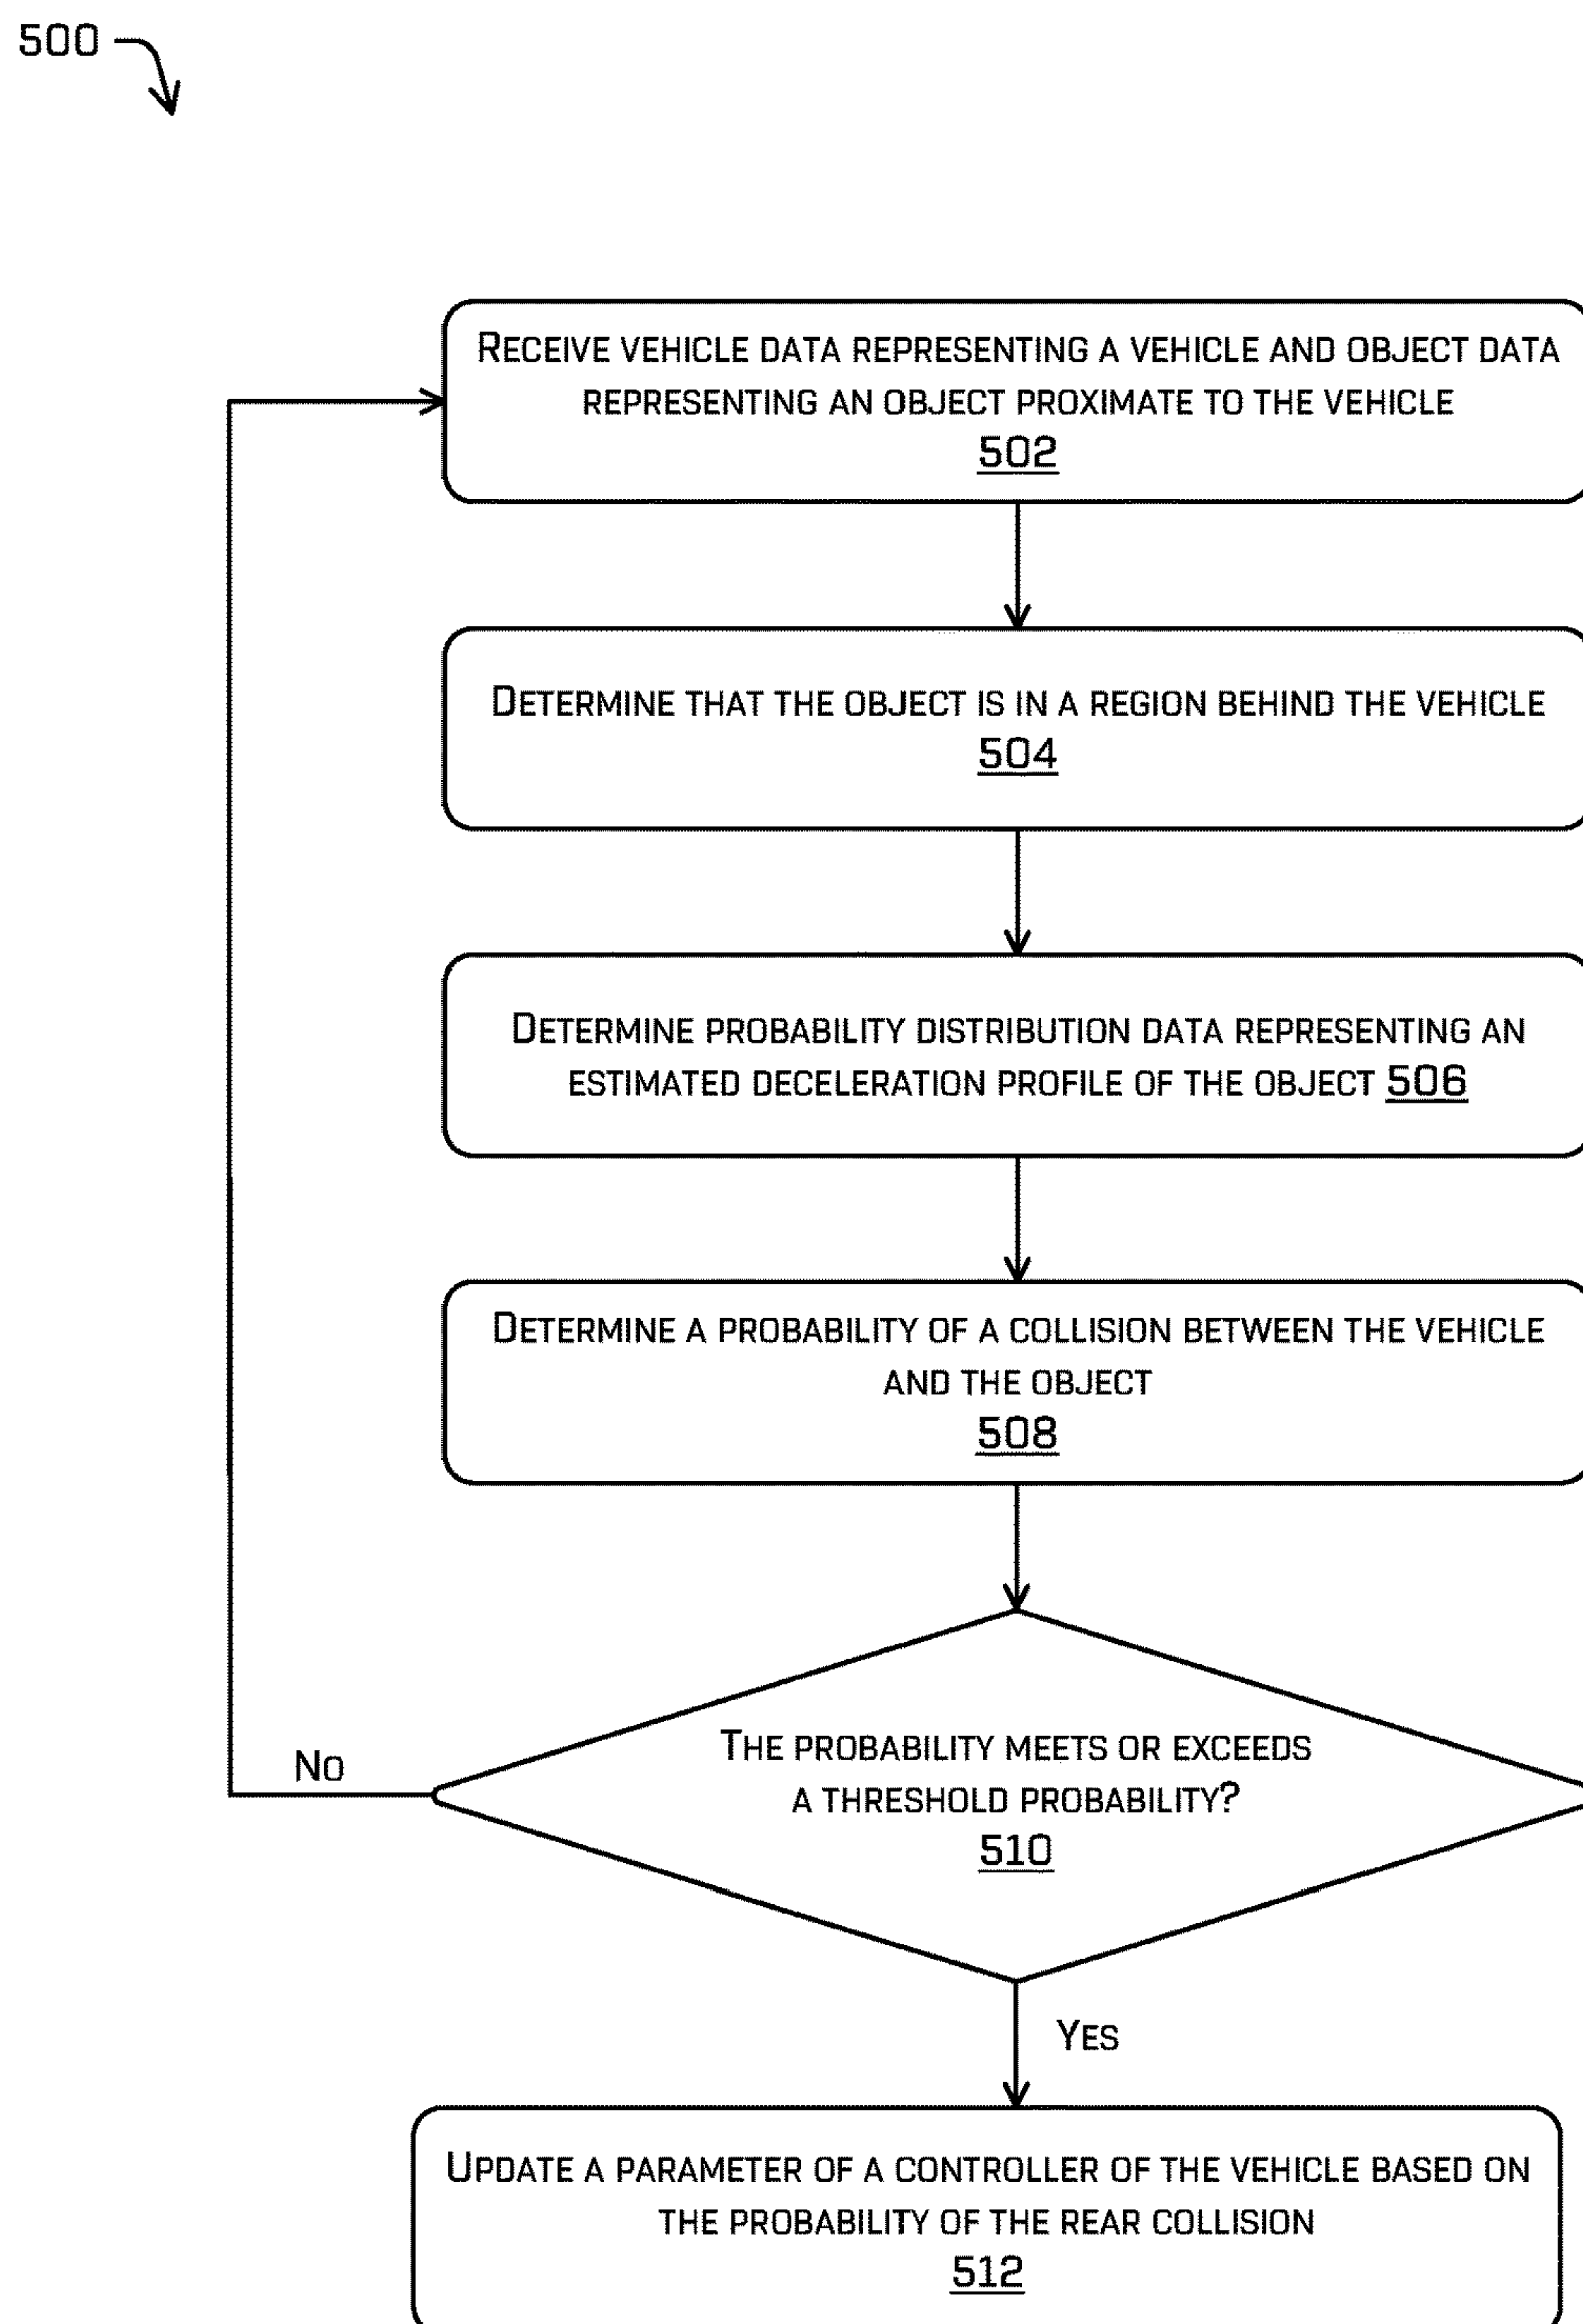 500
RECEIVE VEHICLE DATA REPRESENTING A VEHICLE AND OBJECT DATA
REPRESENTING AN OBJECT PROXIMATE TO THE VEHICLE
502
DETERMINE THAT THE OBJECT IS IN A REGION BEHIND THE VEHICLE
504
DETERMINE PROBABILITY DISTRIBUTION DATA REPRESENTING AN
ESTIMATED DECELERATION PROFILE OF THE OBJECT 506
DETERMINE A PROBABILITY OF A COLLISION BETWEEN THE VEHICLE
AND THE OBJECT
508
THE PROBABILITY MEETS OR EXCEEDS
A THRESHOLD PROBABILITY?
510
NO
YES
UPDATE A PARAMETER OF A CONTROLLER OF THE VEHICLE BASED ON
THE PROBABILITY OF THE REAR COLLISION
512